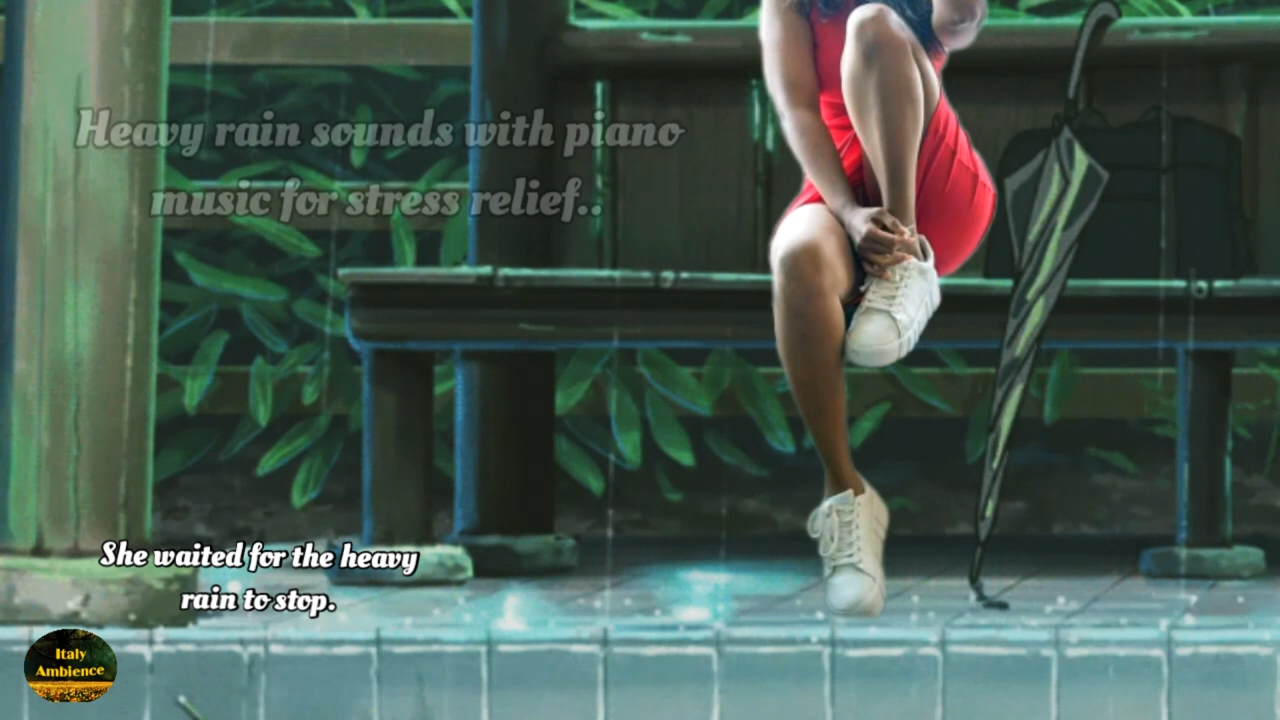 Heavy rain sounds with piano
music for stress relief..
She waited for the heavy
rain to stop.
Italy
Ambience